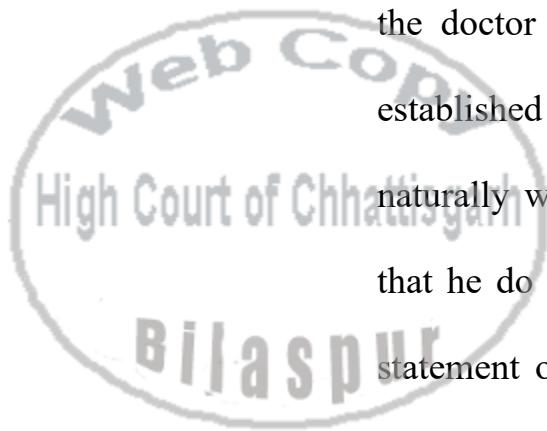 Web Copy
High Court of Chhattisgarh
Bilaspur
the doctor
established
naturally w
that he do
statement o